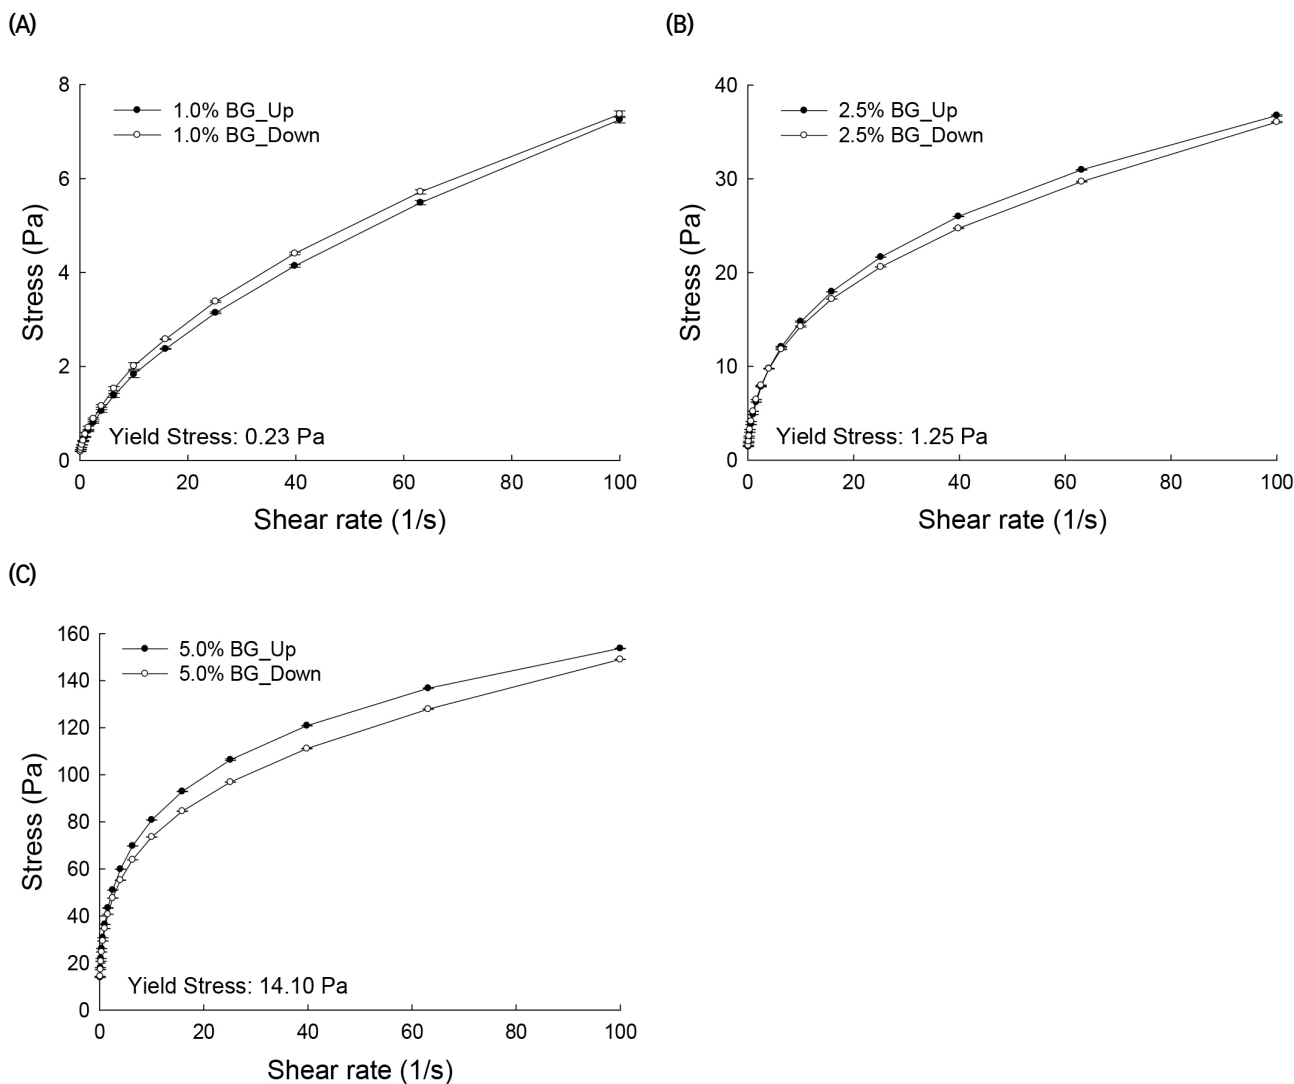 (A)
8
6
4
2
0
Stress (Pa)
1.0% BG_Up
1.0% BG_Down
Yield Stress: 0.23 Pa
0 20 40 60 80 100
Shear rate (1/s)
(B)
40
30
20
10
0
Stress (Pa)
2.5% BG_Up
2.5% BG_Down
Yield Stress: 1.25 Pa
0 20 40 60 80 100
Shear rate (1/s)
(C)
160
140
120
100
80
60
40
20
0
Stress (Pa)
5.0% BG_Up
5.0% BG_Down
Yield Stress: 14.10 Pa
0 20 40 60 80 100
Shear rate (1/s)